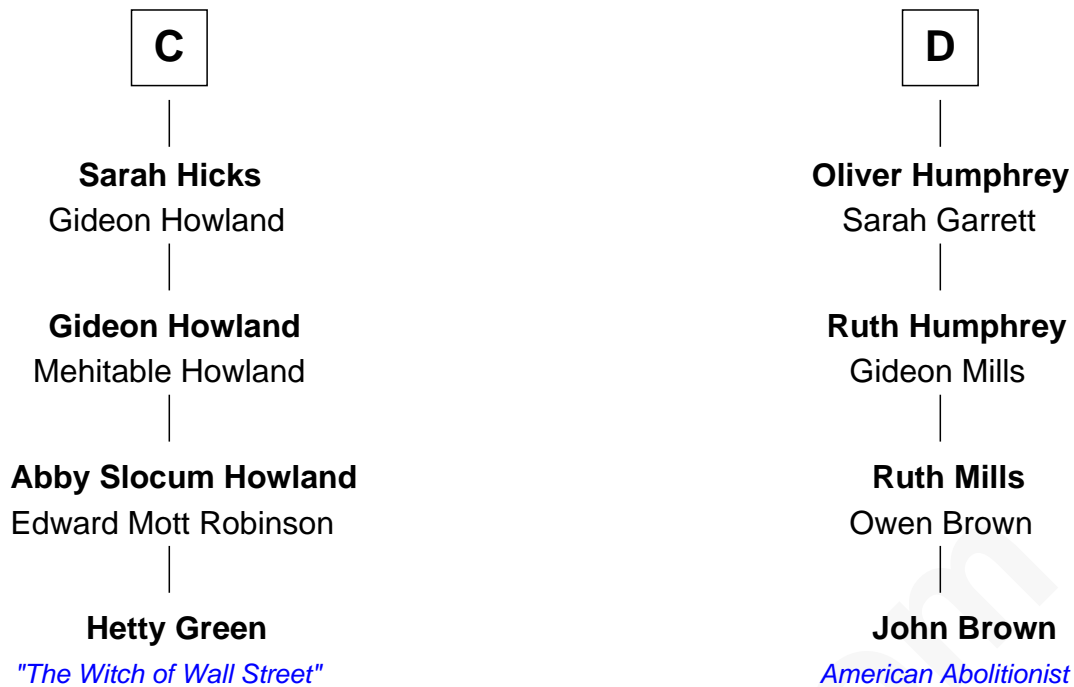 C
Sarah Hicks
Gideon Howland
Gideon Howland
Mehitable Howland
Abby Slocum Howland
Edward Mott Robinson
Hetty Green
"The Witch of Wall Street"
D
Oliver Humphrey
Sarah Garrett
Ruth Humphrey
Gideon Mills
Ruth Mills
Owen Brown
John Brown
American Abolitionist